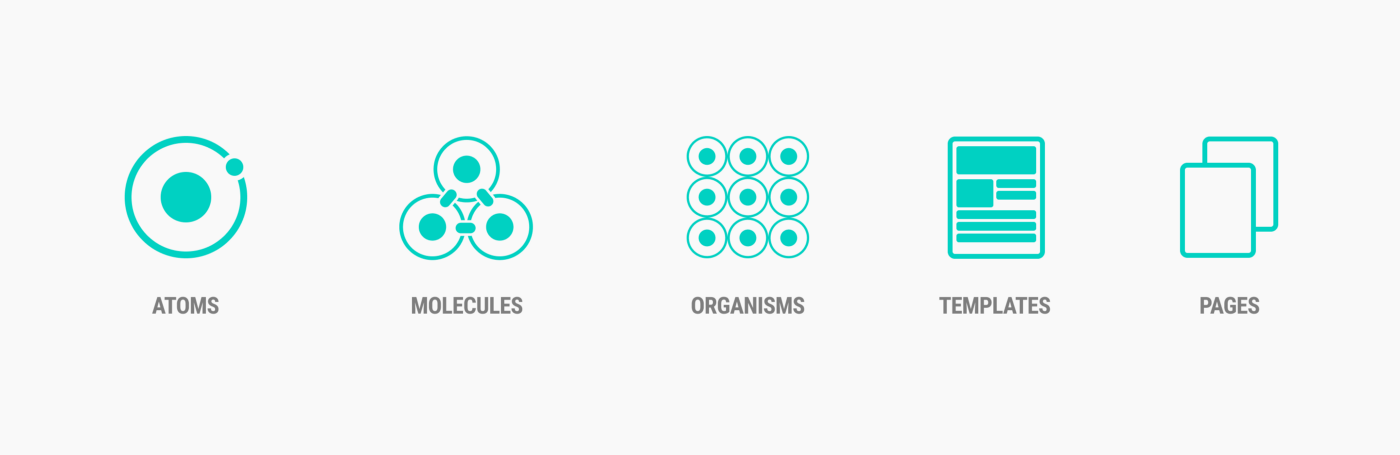 ATOMS
MOLECULES
ORGANISMS
TEMPLATES
PAGES